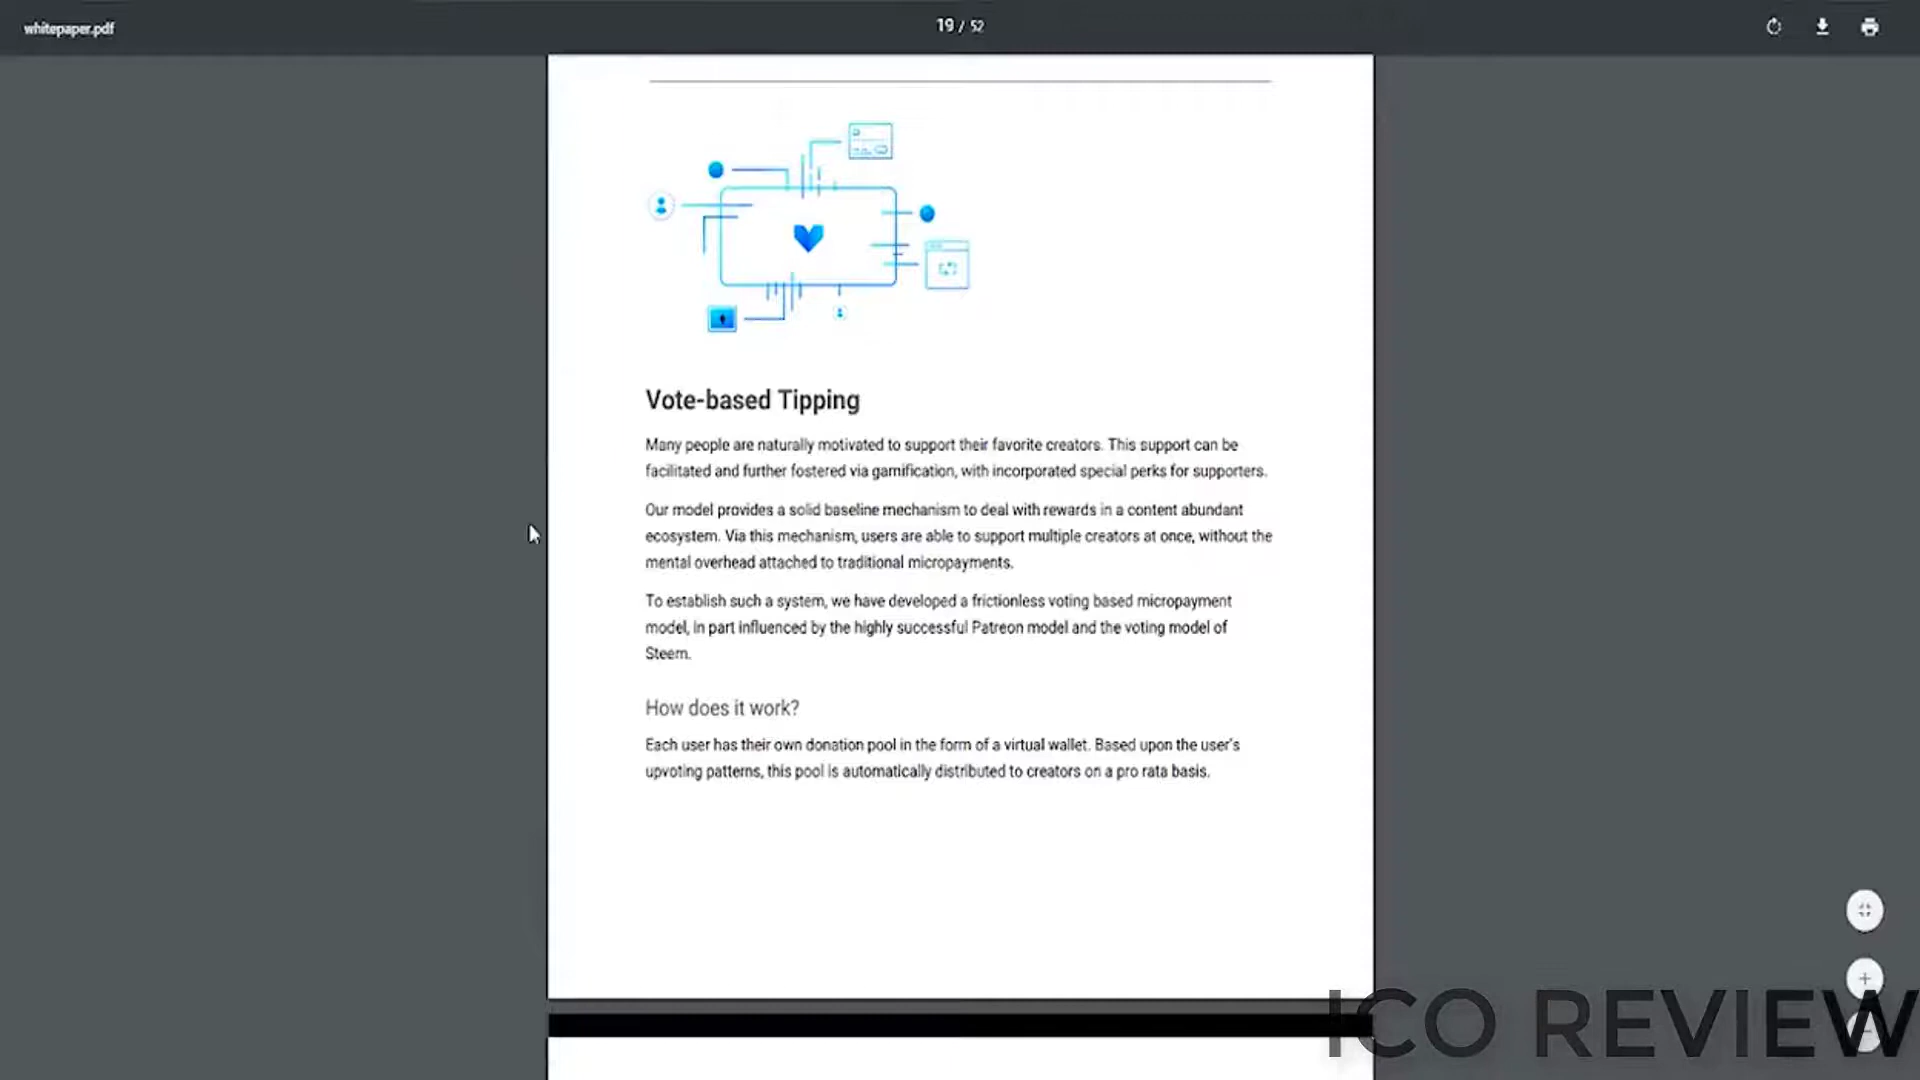 whitepaper.pdf
19 / 52
Vote-based Tipping
Many people are naturally motivated to support their favorite creators. This support can be
facilitated and further fostered via gamification, with incorporated special perks for supporters.
Our model provides a solid baseline mechanism to deal with rewards in a content abundant
ecosystem. Via this mechanism, users are able to support multiple creators at once, without the
mental overhead attached to traditional micropayments.
To establish such a system, we have developed a frictionless voting based micropayment
model, in part influenced by the highly successful Patreon model and the voting model of
Steem.
How does it work?
Each user has their own donation pool in the form of a virtual wallet. Based upon the user's
upvoting patterns, this pool is automatically distributed to creators on a pro rata basis.
ICO REVIEW